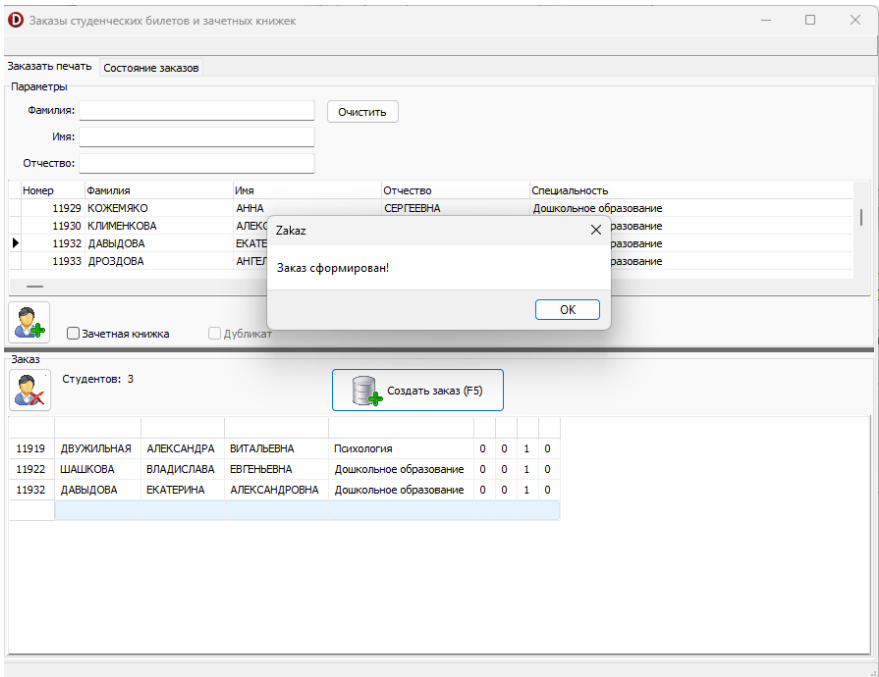 Заказы студенческих билетов и зачетных книжек
Заказать печать Состояние заказов
Параметры
Фамилия: Очистить
Имя:
Отчество:
Номер Фамилия Имя Отчество Специальность
11929 КОЖЕМЯКО АННА СЕРГЕЕВНА Дошкольное образование
11930 КЛИМЕНКОВА
11932 ДАВЫДОВА
11933 ДРОЗДОВА
Zakaz
Заказ сформирован!
OK
Зачетная книжка Дубликат
Заказ
Студентов: 3 Создать заказ (F5)
11919 ДВУЖИЛЬНАЯ АЛЕКСАНДРА ВИТАЛЬЕВНА Психология 0 0 1 0
11922 ШАШКОВА ВЛАДИСЛАВА ЕВГЕНЬЕВНА Дошкольное образование 0 0 1 0
11932 ДАВЫДОВА ЕКАТЕРИНА АЛЕКСАНДРОВНА Дошкольное образование 0 0 1 0